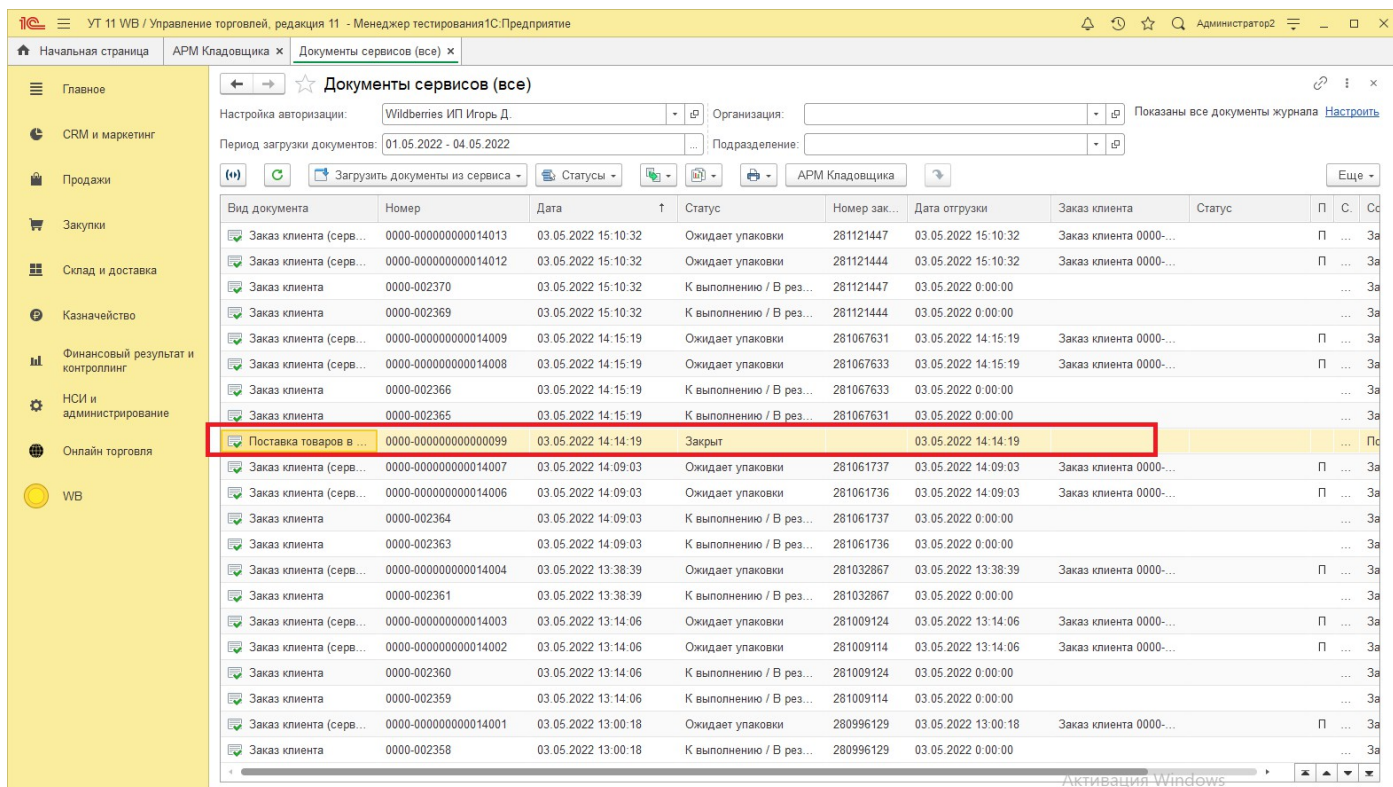 УТ 11 WB / Управление торговлей, редакция 11 - Менеджер тестирования1С:Предприятие Администратор2
Начальная страница АРМ Кладовщика × Документы сервисов (все) ×
Главное
CRM и маркетинг
Продажи
Закупки
Склад и доставка
Казначейство
Финансовый результат и
контроллинг
НСИ и
администрирование
Онлайн торговля
WB
Документы сервисов (все)
Настройка авторизации: Wildberries ИП Игорь Д. Организация: Показаны все документы журнала Настроить
Период загрузки документов: 01.05.2022 - 04.05.2022 ... Подразделение:
Загрузить документы из сервиса Статусы АРМ Кладовщика Еще
Вид документа Номер Дата ↑ Статус Номер зак... Дата отгрузки Заказ клиента Статус П С. Сс
Заказ клиента (серв... 0000-000000000014013 03.05.2022 15:10:32 Ожидает упаковки 281121447 03.05.2022 15:10:32 Заказ клиента 0000-... П ... За
Заказ клиента (серв... 0000-000000000014012 03.05.2022 15:10:32 Ожидает упаковки 281121444 03.05.2022 15:10:32 Заказ клиента 0000-... П ... За
Заказ клиента 0000-002370 03.05.2022 15:10:32 К выполнению / В рез... 281121447 03.05.2022 0:00:00 ... За
Заказ клиента 0000-002369 03.05.2022 15:10:32 К выполнению / В рез... 281121444 03.05.2022 0:00:00 ... За
Заказ клиента (серв... 0000-000000000014009 03.05.2022 14:15:19 Ожидает упаковки 281067631 03.05.2022 14:15:19 Заказ клиента 0000-... П ... За
Заказ клиента (серв... 0000-000000000014008 03.05.2022 14:15:19 Ожидает упаковки 281067633 03.05.2022 14:15:19 Заказ клиента 0000-... П ... За
Заказ клиента 0000-002366 03.05.2022 14:15:19 К выполнению / В рез... 281067633 03.05.2022 0:00:00 ... За
Заказ клиента 0000-002365 03.05.2022 14:15:19 К выполнению / В рез... 281067631 03.05.2022 0:00:00 ... За
Поставка товаров в ... 0000-000000000000099 03.05.2022 14:14:19 Закрыт 03.05.2022 14:14:19 ... По
Заказ клиента (серв... 0000-000000000014007 03.05.2022 14:09:03 Ожидает упаковки 281061737 03.05.2022 14:09:03 Заказ клиента 0000-... П ... За
Заказ клиента (серв... 0000-000000000014006 03.05.2022 14:09:03 Ожидает упаковки 281061736 03.05.2022 14:09:03 Заказ клиента 0000-... П ... За
Заказ клиента 0000-002364 03.05.2022 14:09:03 К выполнению / В рез... 281061737 03.05.2022 0:00:00 ... За
Заказ клиента 0000-002363 03.05.2022 14:09:03 К выполнению / В рез... 281061736 03.05.2022 0:00:00 ... За
Заказ клиента (серв... 0000-000000000014004 03.05.2022 13:38:39 Ожидает упаковки 281032867 03.05.2022 13:38:39 Заказ клиента 0000-... П ... За
Заказ клиента 0000-002361 03.05.2022 13:38:39 К выполнению / В рез... 281032867 03.05.2022 0:00:00 ... За
Заказ клиента (серв... 0000-000000000014003 03.05.2022 13:14:06 Ожидает упаковки 281009124 03.05.2022 13:14:06 Заказ клиента 0000-... П ... За
Заказ клиента (серв... 0000-000000000014002 03.05.2022 13:14:06 Ожидает упаковки 281009114 03.05.2022 13:14:06 Заказ клиента 0000-... П ... За
Заказ клиента 0000-002360 03.05.2022 13:14:06 К выполнению / В рез... 281009124 03.05.2022 0:00:00 ... За
Заказ клиента 0000-002359 03.05.2022 13:14:06 К выполнению / В рез... 281009114 03.05.2022 0:00:00 ... За
Заказ клиента (серв... 0000-000000000014001 03.05.2022 13:00:18 Ожидает упаковки 280996129 03.05.2022 13:00:18 Заказ клиента 0000-... П ... За
Заказ клиента 0000-002358 03.05.2022 13:00:18 К выполнению / В рез... 280996129 03.05.2022 0:00:00 ... За
Активация Windows